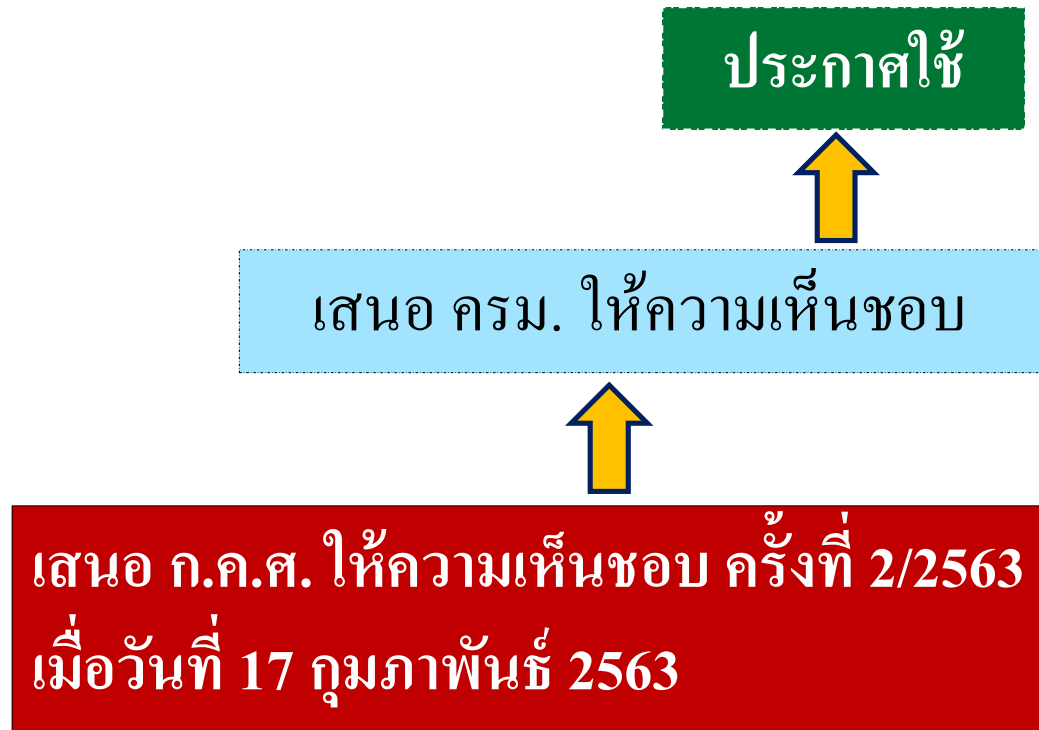 ประกาศใช้
เสนอ ครม. ให้ความเห็นชอบ
เสนอ ก.ค.ศ. ให้ความเห็นชอบ ครั้งที่ 2/2563
เมื่อวันที่ 17 กุมภาพันธ์ 2563